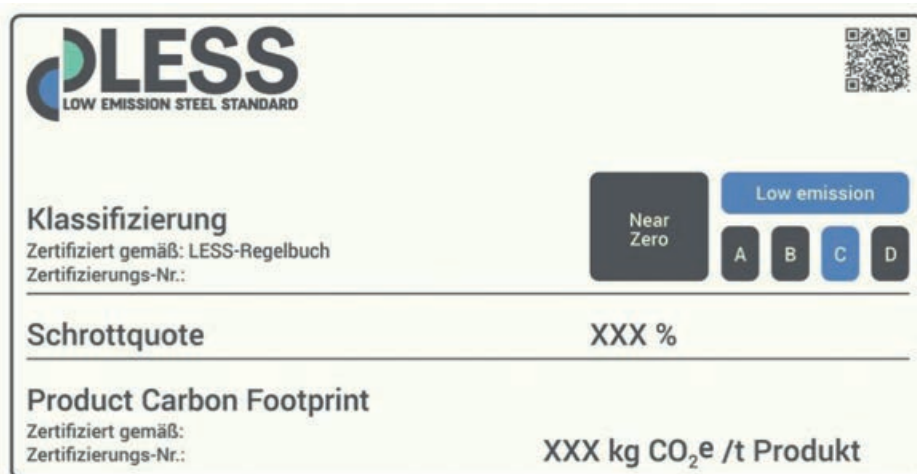 LESS
LOW EMISSION STEEL STANDARD
Klassifizierung
Zertifiziert gemäß: LESS-Regelbuch
Zertifizierungs-Nr.:
Near
Zero
Low emission
A B C D
Schrottquote XXX %
Product Carbon Footprint
Zertifiziert gemäß:
Zertifizierungs-Nr.:
XXX kg CO₂e /t Produkt